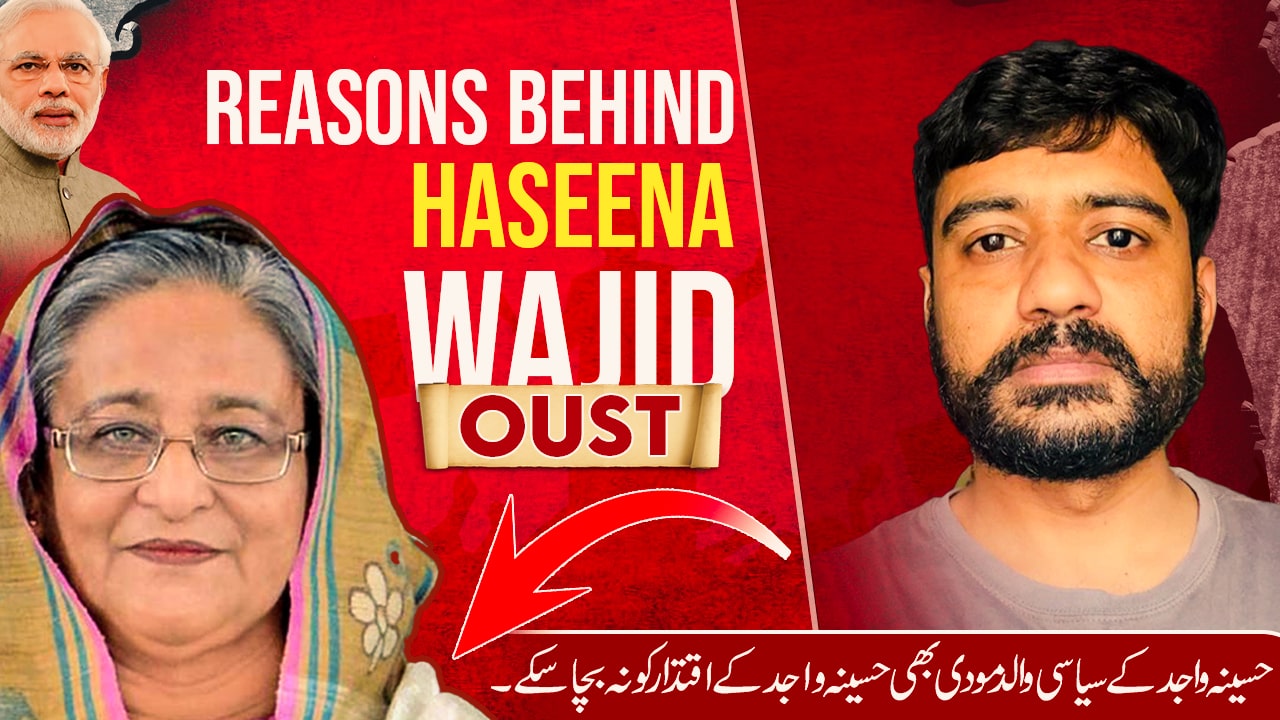 REASONS BEHIND
HASEENA
WAJID
OUST
حسینہ واجد کے سیاسی والد مودی بھی حسینہ واجد کے اقتدار کو نہ بچا سکے۔